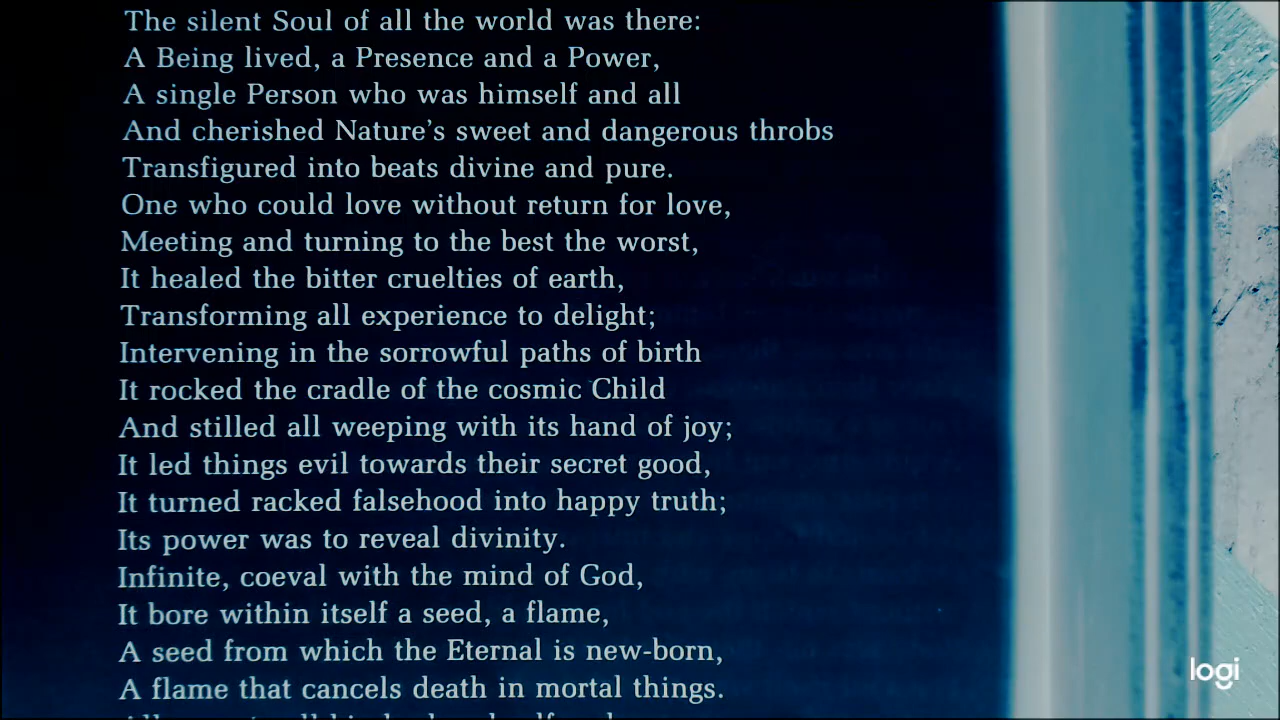 The silent Soul of all the world was there:
A Being lived, a Presence and a Power,
A single Person who was himself and all
And cherished Nature's sweet and dangerous throbs
Transfigured into beats divine and pure.
One who could love without return for love,
Meeting and turning to the best the worst,
It healed the bitter cruelties of earth,
Transforming all experience to delight;
Intervening in the sorrowful paths of birth
It rocked the cradle of the cosmic Child
And stilled all weeping with its hand of joy;
It led things evil towards their secret good,
It turned racked falsehood into happy truth;
Its power was to reveal divinity.
Infinite, coeval with the mind of God,
It bore within itself a seed, a flame,
A seed from which the Eternal is new-born,
A flame that cancels death in mortal things.
logi